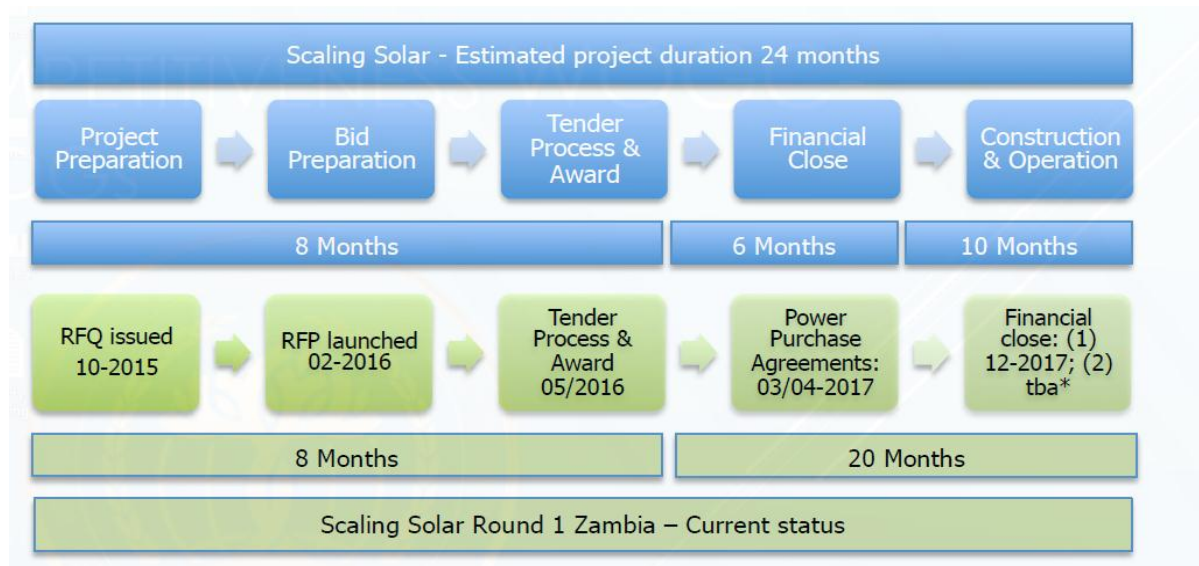 Scaling Solar - Estimated project duration 24 months
Project
Preparation
Bid
Preparation
Tender
Process &
Award
Financial
Close
Construction
& Operation
8 Months
6 Months
10 Months
RFQ issued
10-2015
RFP launched
02-2016
Tender
Process &
Award
05/2016
Power
Purchase
Agreements:
03/04-2017
Financial
close: (1)
12-2017; (2)
tba*
8 Months
20 Months
Scaling Solar Round 1 Zambia – Current status